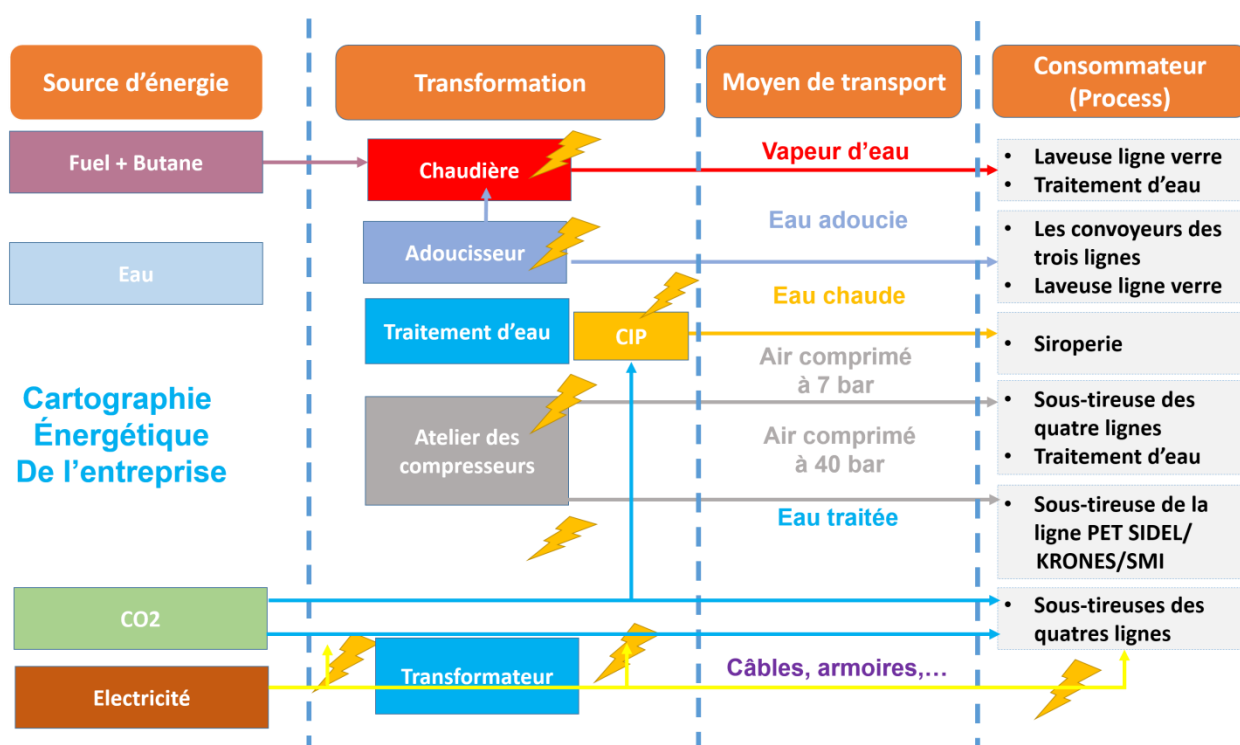 Source d'énergie
Transformation
Moyen de transport
Consommateur
(Process)
Fuel + Butane
Chaudière
Vapeur d'eau
• Laveuse ligne verre
• Traitement d'eau
Eau
Adoucisseur
Eau adoucie
• Les convoyeurs des
trois lignes
• Laveuse ligne verre
Traitement d'eau
CIP
Eau chaude
• Siroperie
Cartographie
Énergétique
De l'entreprise
Atelier des
compresseurs
Air comprimé
à 7 bar
Air comprimé
à 40 bar
• Sous-tireuse des
quatre lignes
• Traitement d'eau
Eau traitée
• Sous-tireuse de la
ligne PET SIDEL/
KRONES/SMI
CO2
• Sous-tireuses des
quatres lignes
Electricité
Transformateur
Câbles, armoires,...